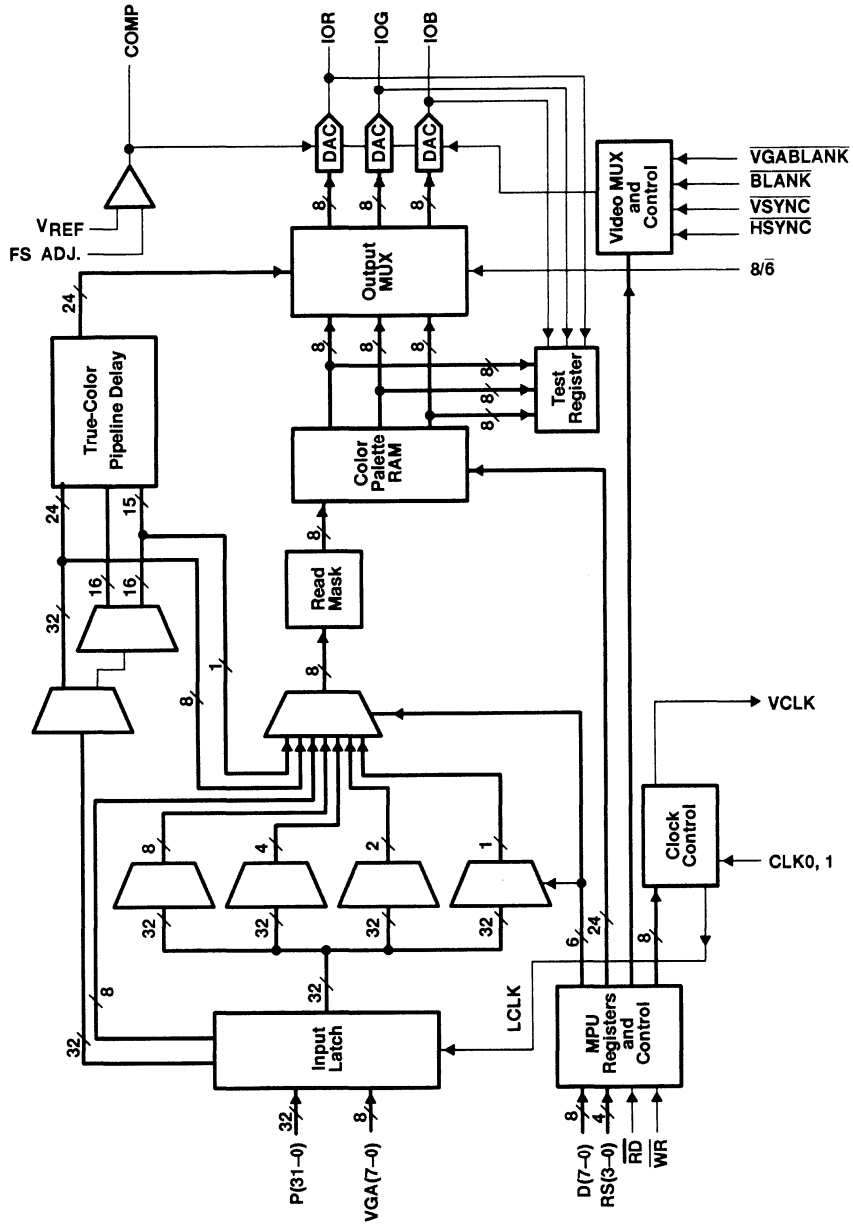 P(31–0)
32
VGA(7–0)
8
Input
Latch
32
8
32
LCLK
D(7–0)
8
RS(3–0)
4
RD
WR
MPU
Registers
and
Control
6
24
8
32
8
32
4
32
2
32
1
Clock
Control
CLK0, 1
VCLK
32
16
16
24
15
8
1
True-Color
Pipeline Delay
24
8
Read
Mask
8
Color
Palette
RAM
8
8
8
8
8
8
Test
Register
Output
MUX
8/6
8
8
8
DAC
DAC
DAC
VREF
FS ADJ.
COMP
IOR
IOG
IOB
Video MUX
and
Control
VGABLANK
BLANK
VSYNC
HSYNC